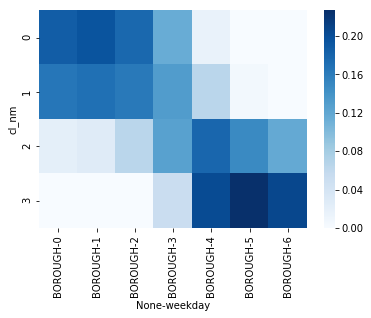 cl_nm
0
1
2
3
BOROUGH-0
BOROUGH-1
BOROUGH-2
BOROUGH-3
BOROUGH-4
BOROUGH-5
BOROUGH-6
None-weekday
0.20
0.16
0.12
0.08
0.04
0.00